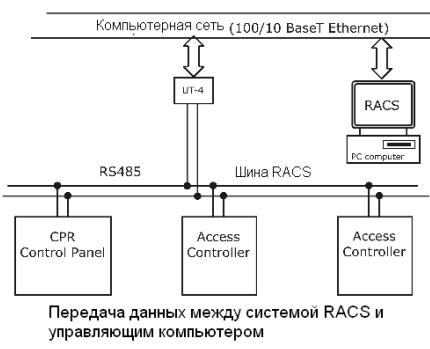 Компьютерная сеть (100/10 BaseT Ethernet)
UT-4
RACS
PC computer
RS485
Шина RACS
CPR
Control Panel
Access
Controller
Access
Controller
Передача данных между системой RACS и
управляющим компьютером